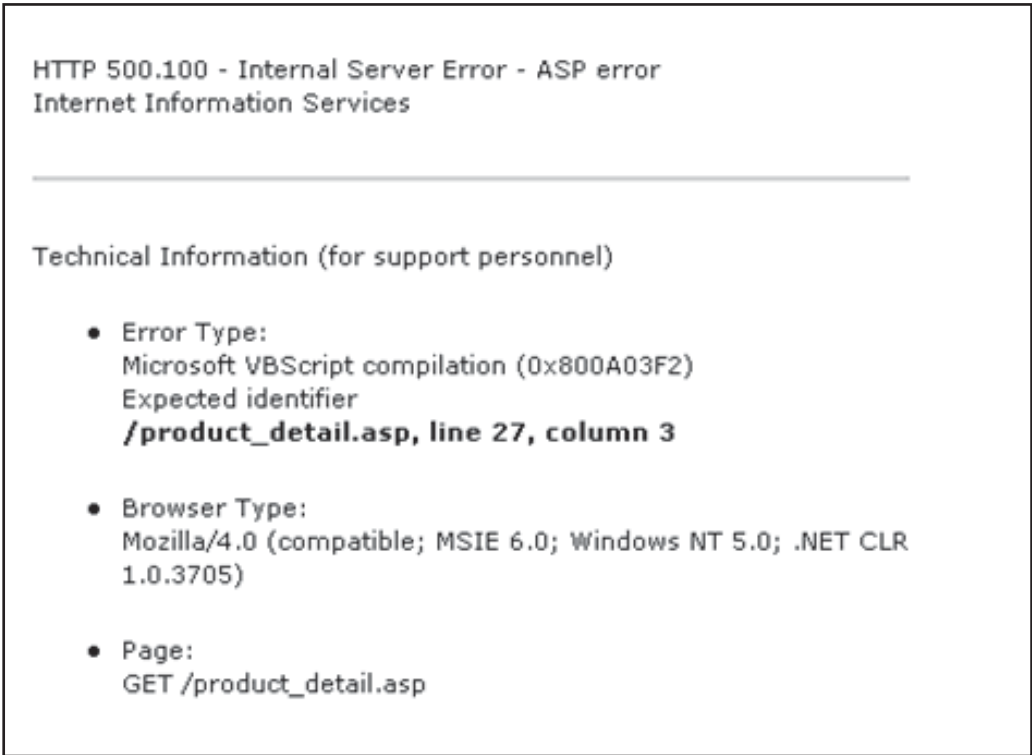 HTTP 500.100 - Internal Server Error - ASP error
Internet Information Services
Technical Information (for support personnel)
● Error Type:
Microsoft VBScript compilation (0x800A03F2)
Expected identifier
/product_detail.asp, line 27, column 3
● Browser Type:
Mozilla/4.0 (compatible; MSIE 6.0; Windows NT 5.0; .NET CLR
1.0.3705)
● Page:
GET /product_detail.asp